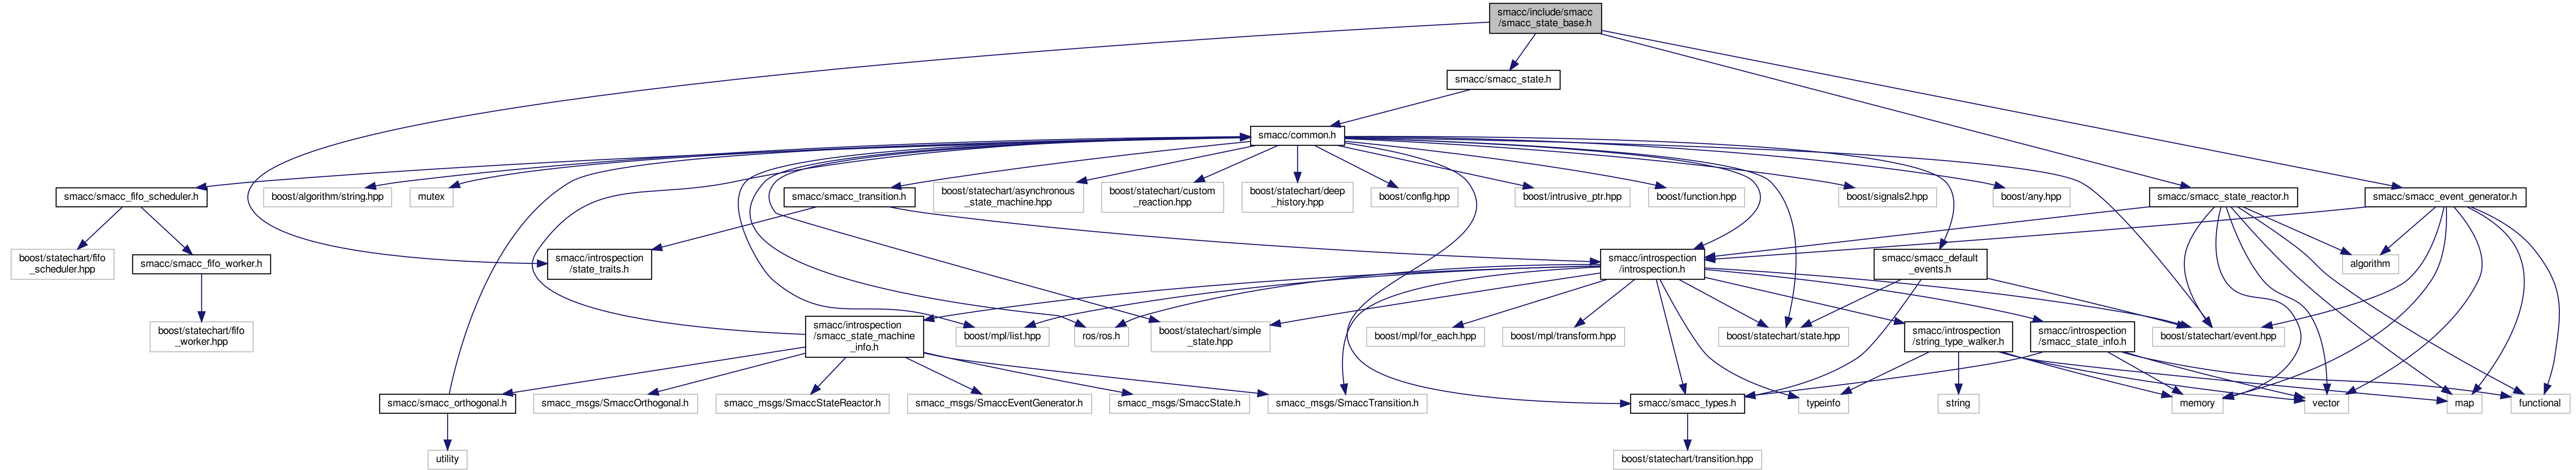 smacc/include/smacc
/smacc_state_base.h
smacc/smacc_state.h
smacc/common.h
smacc/smacc_fifo_scheduler.h
boost/algorithm/string.hpp
mutex
smacc/smacc_transition.h
boost/statechart/asynchronous
_state_machine.hpp
boost/statechart/custom
_reaction.hpp
boost/statechart/deep
_history.hpp
boost/config.hpp
boost/intrusive_ptr.hpp
boost/function.hpp
boost/signals2.hpp
boost/any.hpp
smacc/smacc_state_reactor.h
smacc/smacc_event_generator.h
boost/statechart/fifo
_scheduler.hpp
smacc/smacc_fifo_worker.h
smacc/introspection
/state_traits.h
smacc/introspection
/introspection.h
smacc/smacc_default
_events.h
algorithm
boost/statechart/fifo
_worker.hpp
smacc/introspection
/smacc_state_machine
_info.h
boost/mpl/list.hpp
ros/ros.h
boost/statechart/simple
_state.hpp
boost/mpl/for_each.hpp
boost/mpl/transform.hpp
boost/statechart/state.hpp
smacc/introspection
/string_type_walker.h
smacc/introspection
/smacc_state_info.h
boost/statechart/event.hpp
smacc/smacc_orthogonal.h
smacc_msgs/SmaccOrthogonal.h
smacc_msgs/SmaccStateReactor.h
smacc_msgs/SmaccEventGenerator.h
smacc_msgs/SmaccState.h
smacc_msgs/SmaccTransition.h
smacc/smacc_types.h
typeinfo
string
memory
vector
map
functional
utility
boost/statechart/transition.hpp